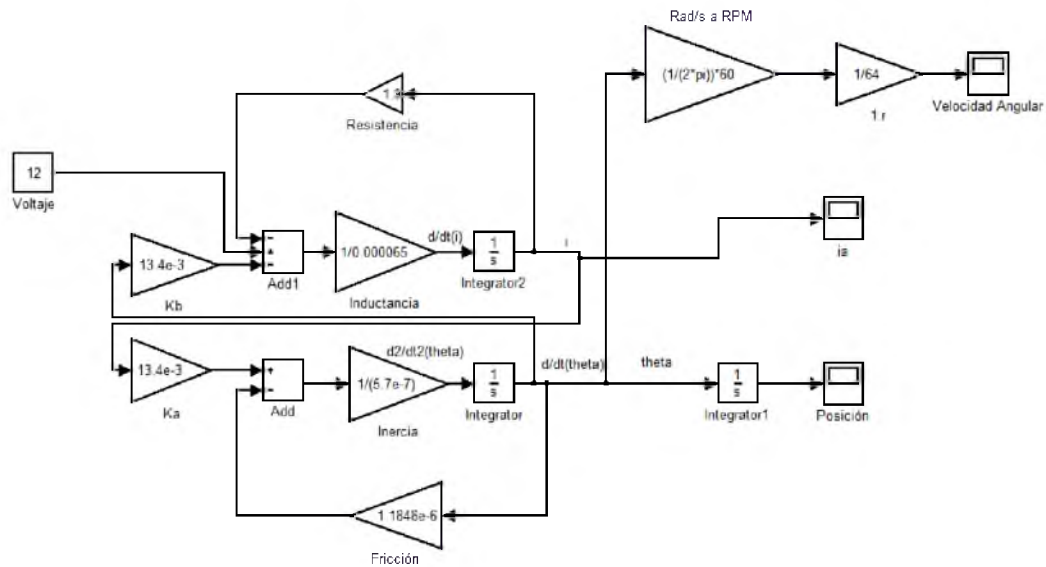 Rad/s a RPM
(1/(2*pi))*60
1/64
1:r
Velocidad Angular
Resistencia
12
Voltaje
13.4e-3
Kb
Add1
1/0.000065
Inductancia
d/dt(i)
1
s
Integrator2
i
ia
13.4e-3
Ka
Add
d2/dt2(theta)
1/(5.7e-7)
Inercia
1
s
Integrator
d/dt(theta)
theta
1
s
Integrator1
Posición
1.1848e-6
Fricción